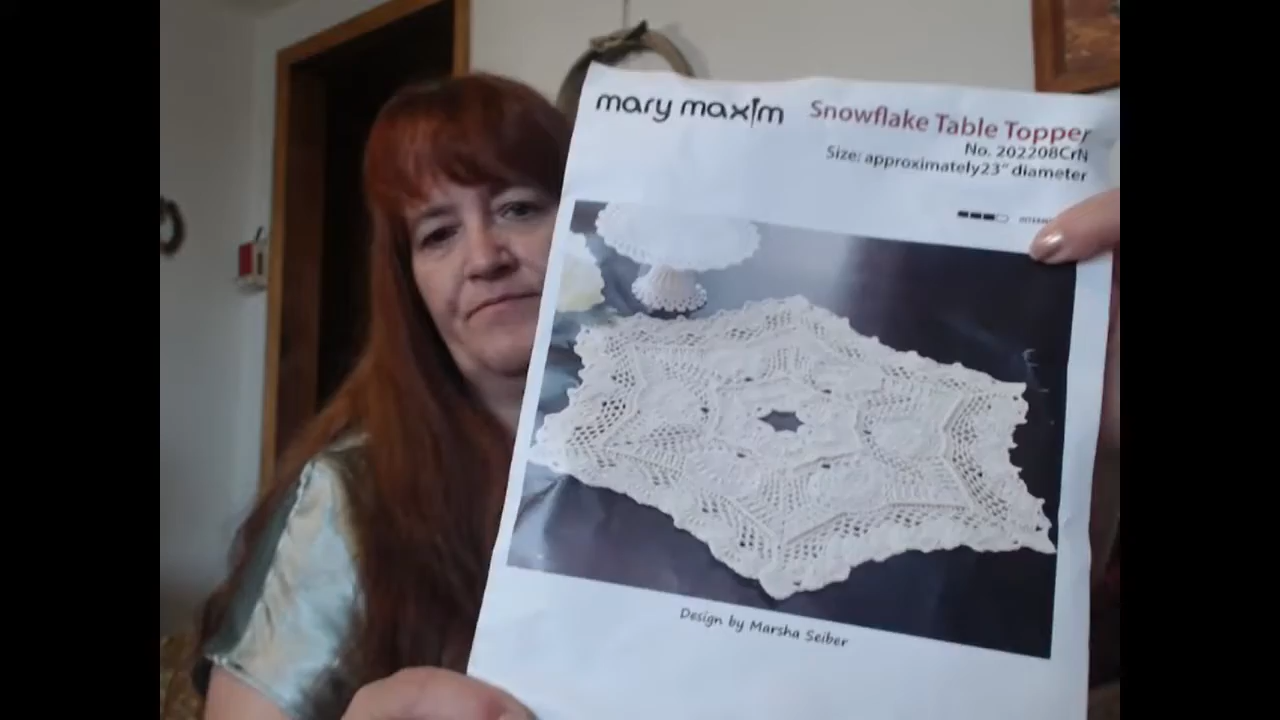 mary maxim
Snowflake Table Topper
No. 202208CrN
Size: approximately23" diameter
Design by Marsha Seiber